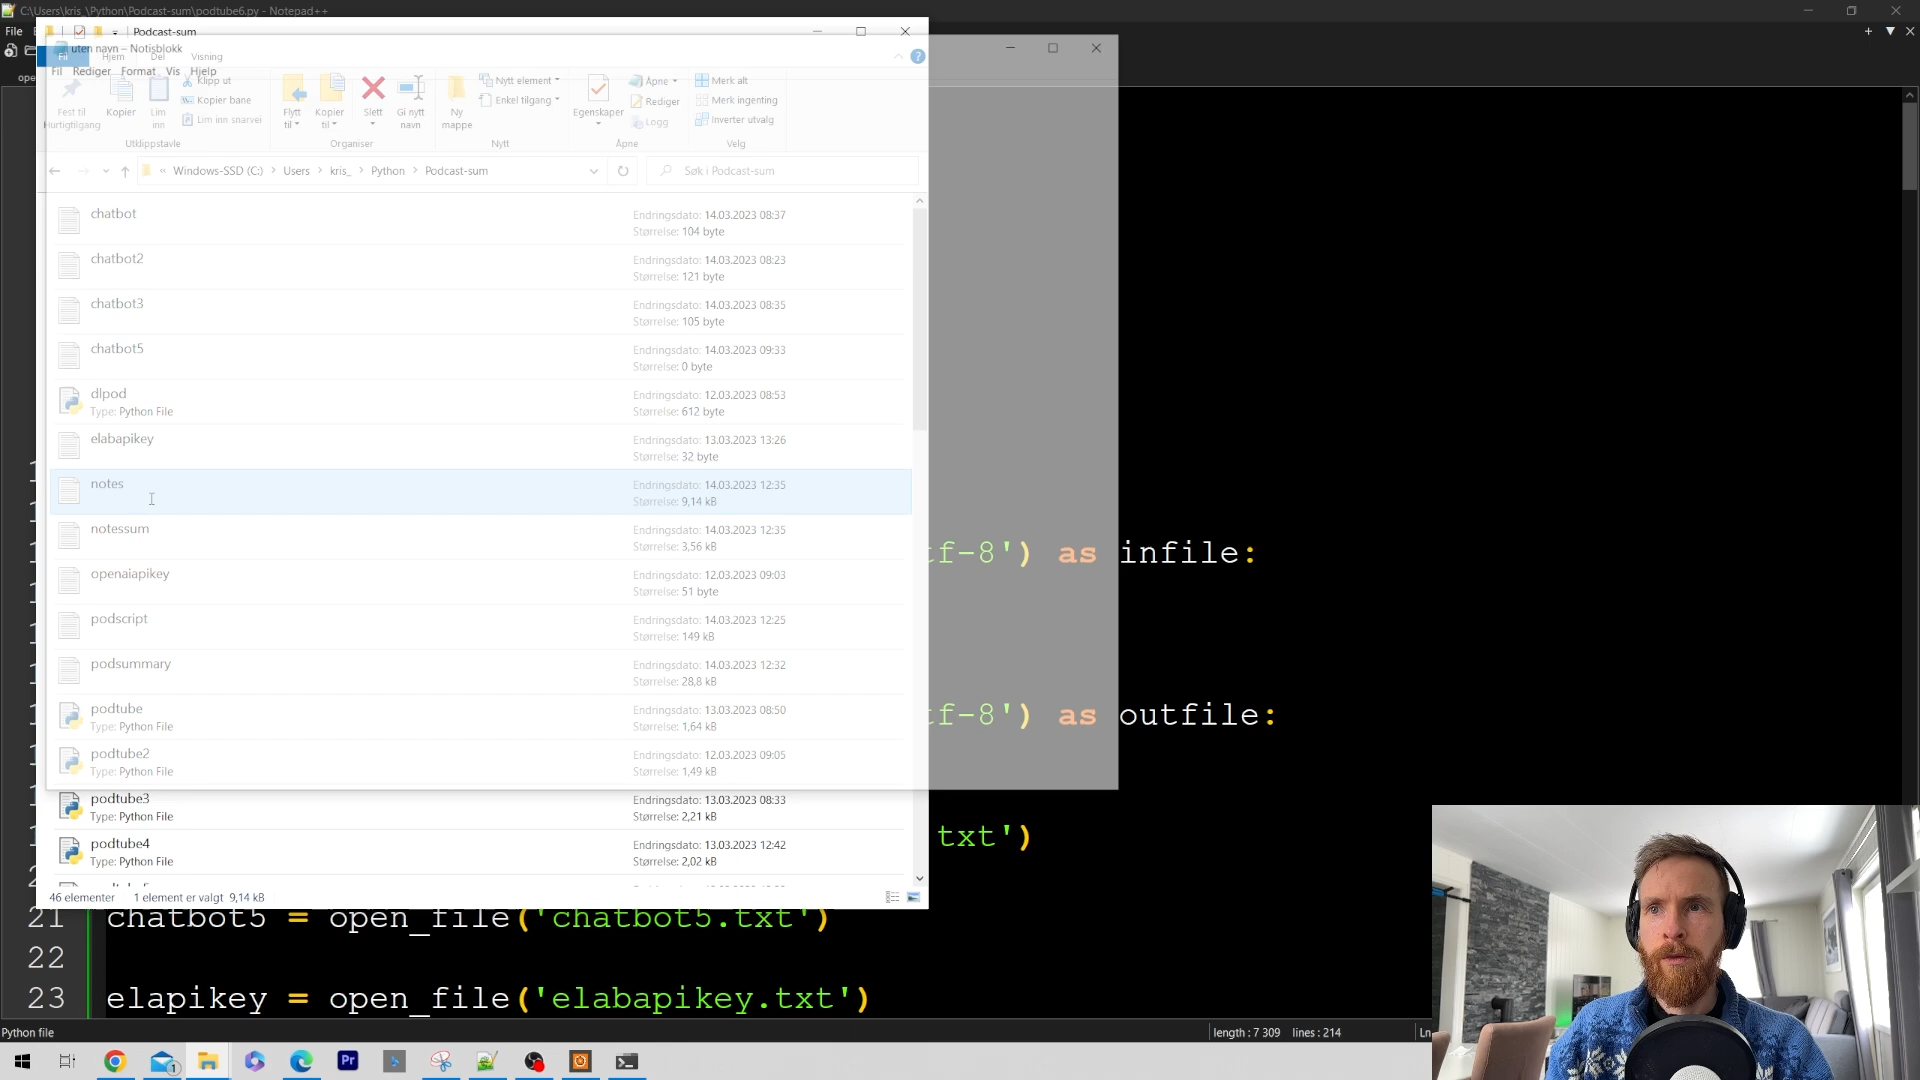 C:\Users\kris_\Python\Podcast-sum\podtube6.py - Notepad++
File
Podcast-sum
uten navn – Notisblokk
Fil Hjem Del Visning
Fil Rediger Format Vis Hjelp
Fest til Hurtigtilgang
Kopier
Lim inn
Klipp ut
Kopier bane
Lim inn snarvei
Utklippstavle
Flytt til
Kopier til
Slett
Gi nytt navn
Organiser
Ny mappe
Nytt element
Enkel tilgang
Nytt
Egenskaper
Åpne
Rediger
Logg
Åpne
Merk alt
Merk ingenting
Inverter utvalg
Velg
« Windows-SSD (C:) > Users > kris_ > Python > Podcast-sum
Søk i Podcast-sum
chatbot
Endringsdato: 14.03.2023 08:37
Størrelse: 104 byte
chatbot2
Endringsdato: 14.03.2023 08:23
Størrelse: 121 byte
chatbot3
Endringsdato: 14.03.2023 08:35
Størrelse: 105 byte
chatbot5
Endringsdato: 14.03.2023 09:33
Størrelse: 0 byte
dlpod
Type: Python File
Endringsdato: 12.03.2023 08:53
Størrelse: 612 byte
elabapikey
Endringsdato: 13.03.2023 13:26
Størrelse: 32 byte
notes
Endringsdato: 14.03.2023 12:35
Størrelse: 9,14 kB
notessum
Endringsdato: 14.03.2023 12:35
Størrelse: 3,56 kB
openaiapikey
Endringsdato: 12.03.2023 09:03
Størrelse: 51 byte
podscript
Endringsdato: 14.03.2023 12:25
Størrelse: 149 kB
podsummary
Endringsdato: 14.03.2023 12:32
Størrelse: 28,8 kB
podtube
Type: Python File
Endringsdato: 13.03.2023 08:50
Størrelse: 1,64 kB
podtube2
Type: Python File
Endringsdato: 12.03.2023 09:05
Størrelse: 1,49 kB
podtube3
Type: Python File
Endringsdato: 13.03.2023 08:33
Størrelse: 2,21 kB
podtube4
Type: Python File
Endringsdato: 13.03.2023 12:42
Størrelse: 2,02 kB
46 elementer 1 element er valgt 9,14 kB
tf-8') as infile:
tf-8') as outfile:
txt')
21 chatbot5 = open_file('chatbot5.txt')
22
23 elapikey = open_file('elabapikey.txt')
Python file
length : 7 309 lines : 214
Ln
Pr
1